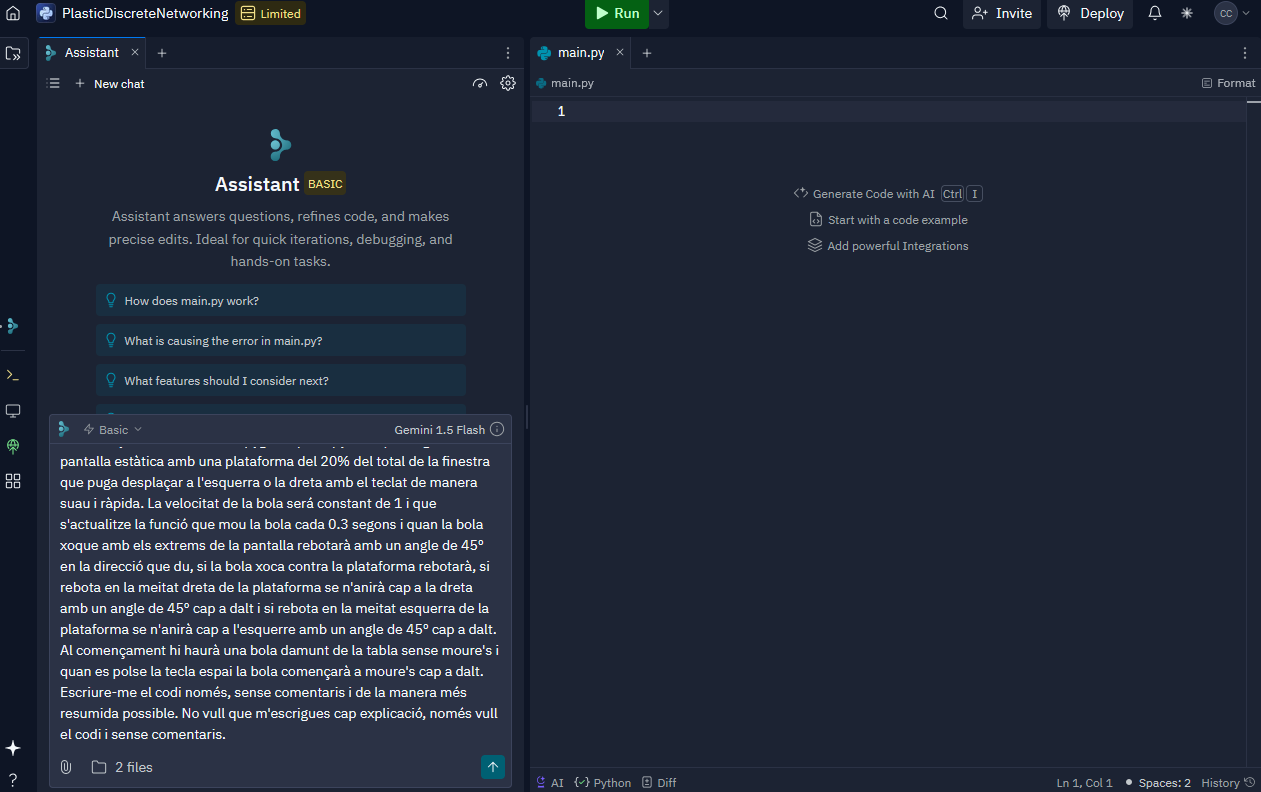 PlasticDiscreteNetworking
Limited
Run
Invite
Deploy
CC
Assistant
New chat
Assistant BASIC
Assistant answers questions, refines code, and makes
precise edits. Ideal for quick iterations, debugging, and
hands-on tasks.
How does main.py work?
What is causing the error in main.py?
What features should I consider next?
Basic
Gemini 1.5 Flash
pantalla estàtica amb una plataforma del 20% del total de la finestra
que puga desplaçar a l'esquerra o la dreta amb el teclat de manera
suau i ràpida. La velocitat de la bola será constant de 1 i que
s'actualitze la funció que mou la bola cada 0.3 segons i quan la bola
xoque amb els extrems de la pantalla rebotarà amb un angle de 45º
en la direcció que du, si la bola xoca contra la plataforma rebotarà, si
rebota en la meitat dreta de la plataforma se n'anirà cap a la dreta
amb un angle de 45º cap a dalt i si rebota en la meitat esquerra de la
plataforma se n'anirà cap a l'esquerre amb un angle de 45º cap a dalt.
Al començament hi haurà una bola damunt de la tabla sense moure's i
quan es polse la tecla espai la bola començarà a moure's cap a dalt.
Escriure-me el codi només, sense comentaris i de la manera més
resumida possible. No vull que m'escrigues cap explicació, només vull
el codi i sense comentaris.
2 files
main.py
main.py
Format
1
Generate Code with AI Ctrl I
Start with a code example
Add powerful Integrations
AI
Python
Diff
Ln 1, Col 1
Spaces: 2
History